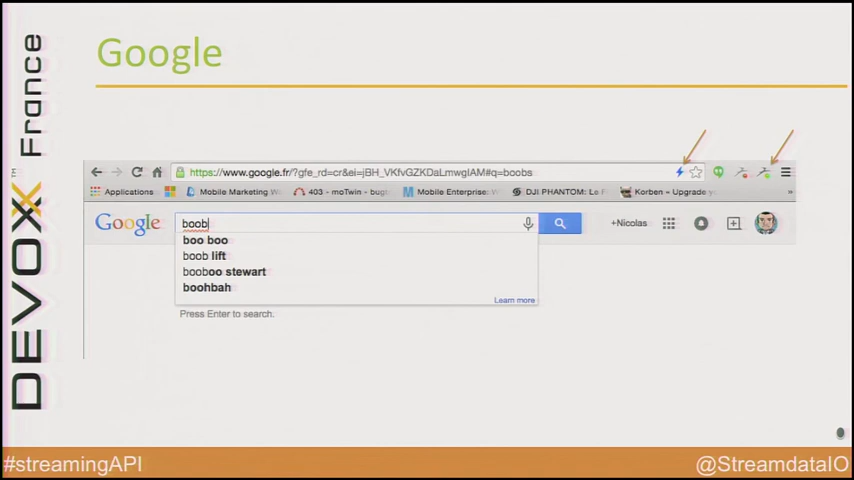 Google
DEVOXX France
https://www.google.fr/?gfe_rd=cr&ei=jBH_VKfvGZKDaLmwgIAM#q=boobs
Applications
Mobile Marketing W
403 - moTwin - bug
Mobile Enterprise: W
DJI PHANTOM: Le F
Korben – Upgrade y
»
Google
boob
+Nicolas
boo boo
boob lift
booboo stewart
boohbah
Learn more
Press Enter to search.
#streamingAPI
@StreamdataIO